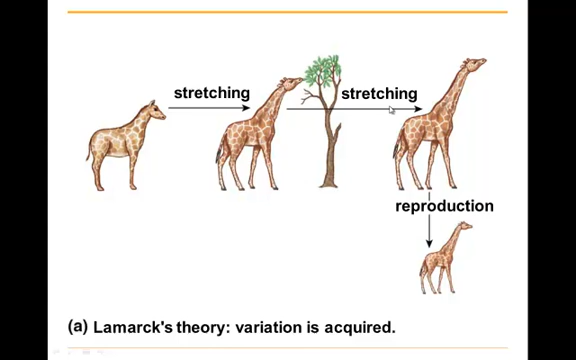 stretching
stretching
reproduction
(a) Lamarck's theory: variation is acquired.